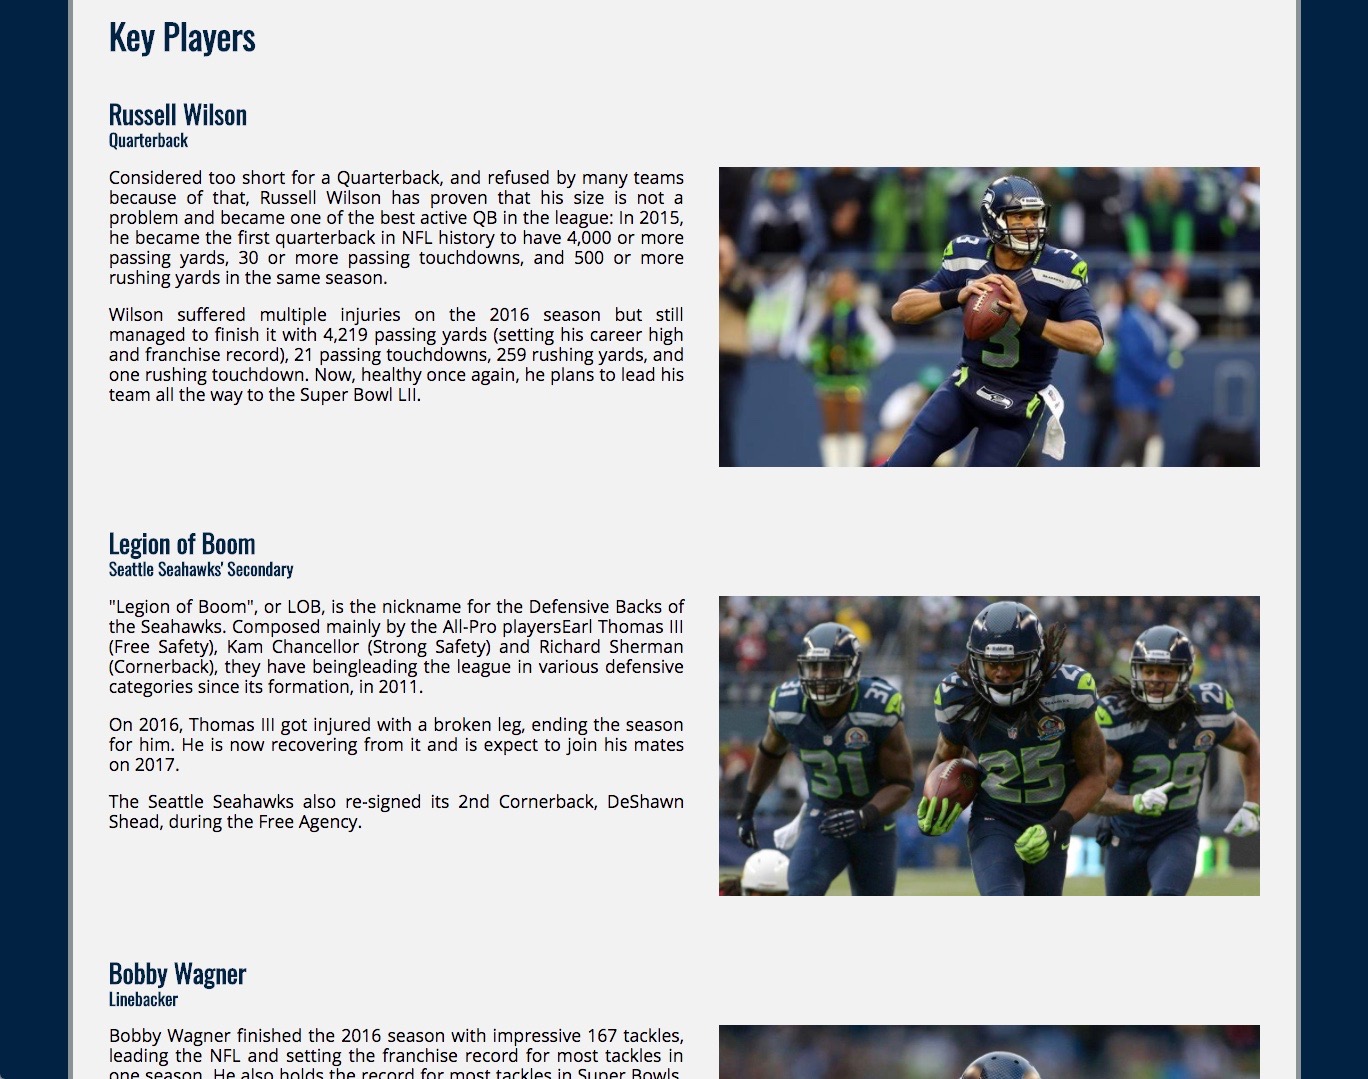 Key Players
Russell Wilson
Quarterback
Considered too short for a Quarterback, and refused by many teams
because of that, Russell Wilson has proven that his size is not a
problem and became one of the best active QB in the league: In 2015,
he became the first quarterback in NFL history to have 4,000 or more
passing yards, 30 or more passing touchdowns, and 500 or more
rushing yards in the same season.
Wilson suffered multiple injuries on the 2016 season but still
managed to finish it with 4,219 passing yards (setting his career high
and franchise record), 21 passing touchdowns, 259 rushing yards, and
one rushing touchdown. Now, healthy once again, he plans to lead his
team all the way to the Super Bowl LII.
3
3
Legion of Boom
Seattle Seahawks' Secondary
"Legion of Boom", or LOB, is the nickname for the Defensive Backs of
the Seahawks. Composed mainly by the All-Pro playersEarl Thomas III
(Free Safety), Kam Chancellor (Strong Safety) and Richard Sherman
(Cornerback), they have beingleading the league in various defensive
categories since its formation, in 2011.
On 2016, Thomas III got injured with a broken leg, ending the season
for him. He is now recovering from it and is expect to join his mates
on 2017.
The Seattle Seahawks also re-signed its 2nd Cornerback, DeShawn
Shead, during the Free Agency.
31
31
25
29
29
Bobby Wagner
Linebacker
Bobby Wagner finished the 2016 season with impressive 167 tackles,
leading the NFL and setting the franchise record for most tackles in
one season. He also holds the record for most tackles in Super Bowls,